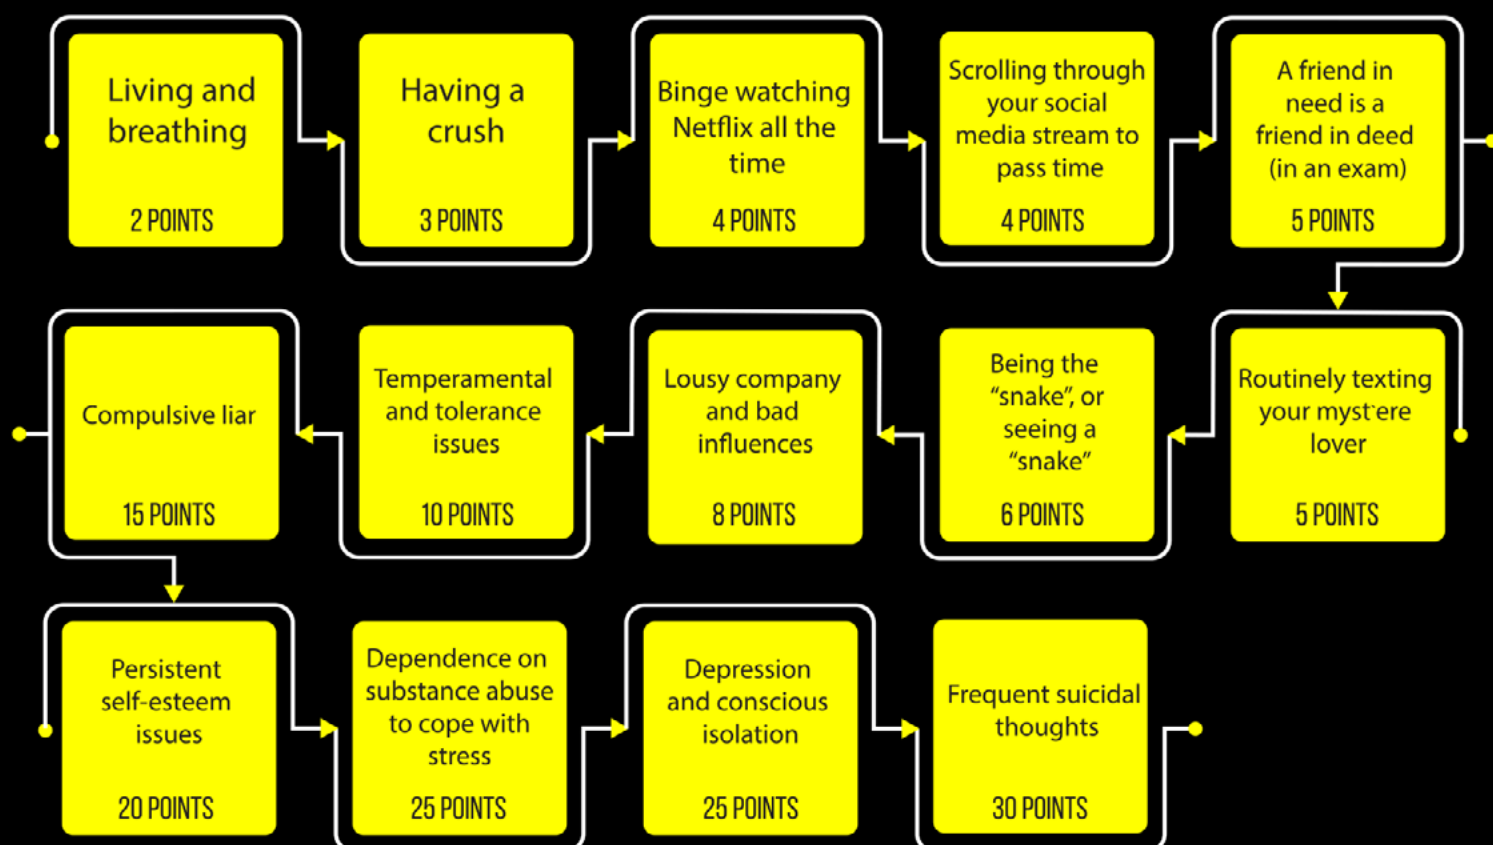 Living and
breathing
2 POINTS
Having a
crush
3 POINTS
Binge watching
Netflix all the
time
4 POINTS
Scrolling through
your social
media stream to
pass time
4 POINTS
A friend in
need is a
friend in deed
(in an exam)
5 POINTS
Routinely texting
your myst`ere
lover
5 POINTS
Being the
“snake”, or
seeing a
“snake”
6 POINTS
Lousy company
and bad
influences
8 POINTS
Temperamental
and tolerance
issues
10 POINTS
Compulsive liar
15 POINTS
Persistent
self-esteem
issues
20 POINTS
Dependence on
substance abuse
to cope with
stress
25 POINTS
Depression
and conscious
isolation
25 POINTS
Frequent suicidal
thoughts
30 POINTS